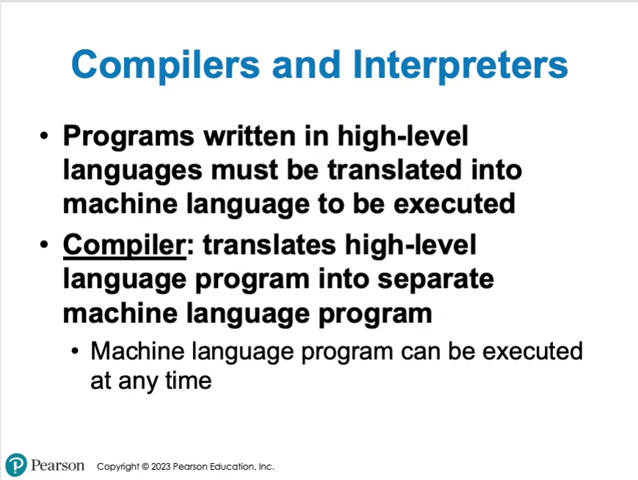 Compilers and Interpreters
• Programs written in high-level
languages must be translated into
machine language to be executed
• Compiler: translates high-level
language program into separate
machine language program
• Machine language program can be executed
at any time
P Pearson Copyright © 2023 Pearson Education, Inc.